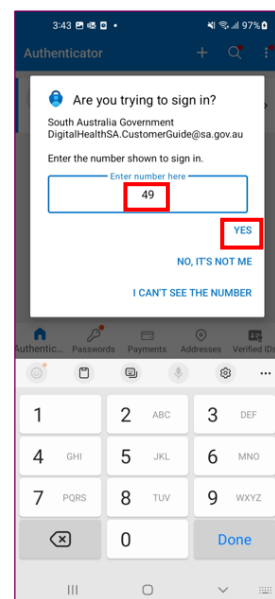 3:43
97%
Authenticator
Are you trying to sign in?
South Australia Government
DigitalHealthSA.CustomerGuide@sa.gov.au
Enter the number shown to sign in.
Enter number here
49
YES
NO, IT'S NOT ME
I CAN'T SEE THE NUMBER
Authentic... Passwords Payments Addresses Verified IDs
1 2 ABC 3 DEF
4 GHI 5 JKL 6 MNO
7 PQRS 8 TUV 9 WXYZ
0 Done